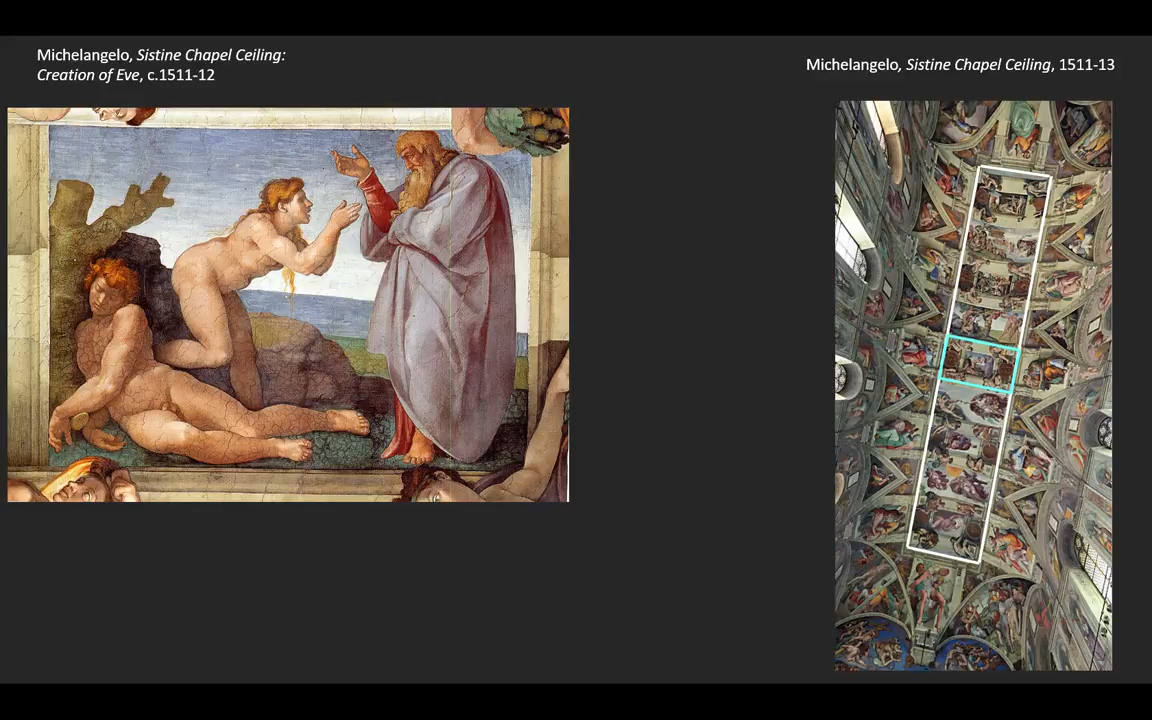 Michelangelo, Sistine Chapel Ceiling:
Creation of Eve, c.1511-12
Michelangelo, Sistine Chapel Ceiling, 1511-13